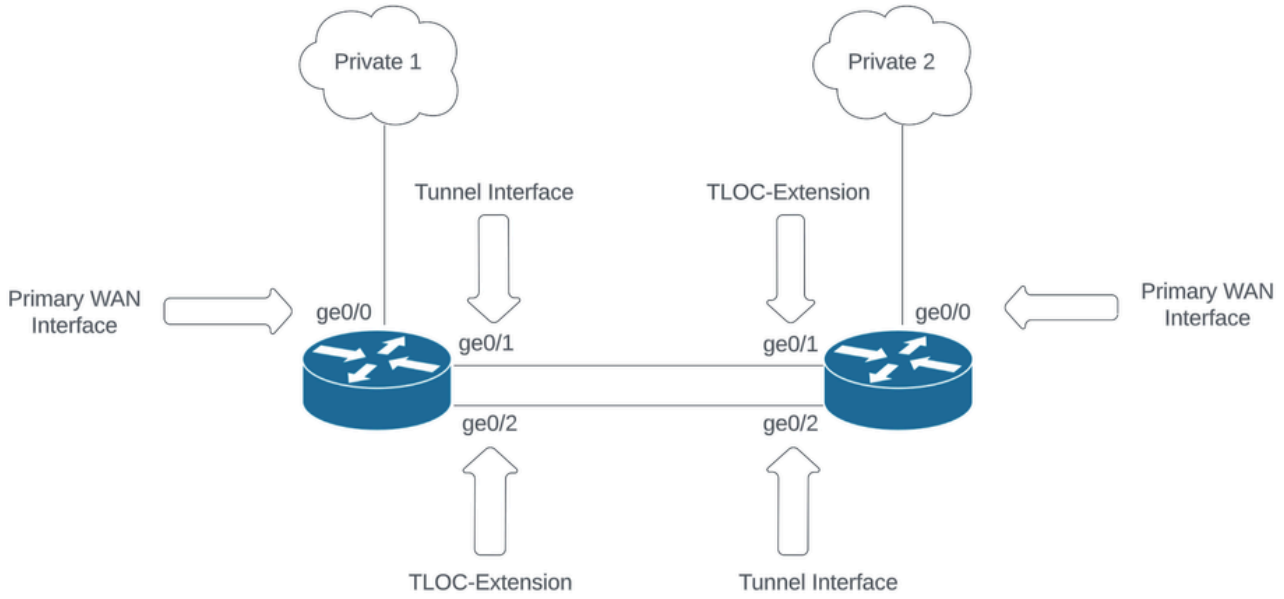 Private 1
Private 2
Tunnel Interface
TLOC-Extension
Primary WAN
Interface
ge0/0
ge0/0
Primary WAN
Interface
ge0/1
ge0/1
ge0/2
ge0/2
TLOC-Extension
Tunnel Interface